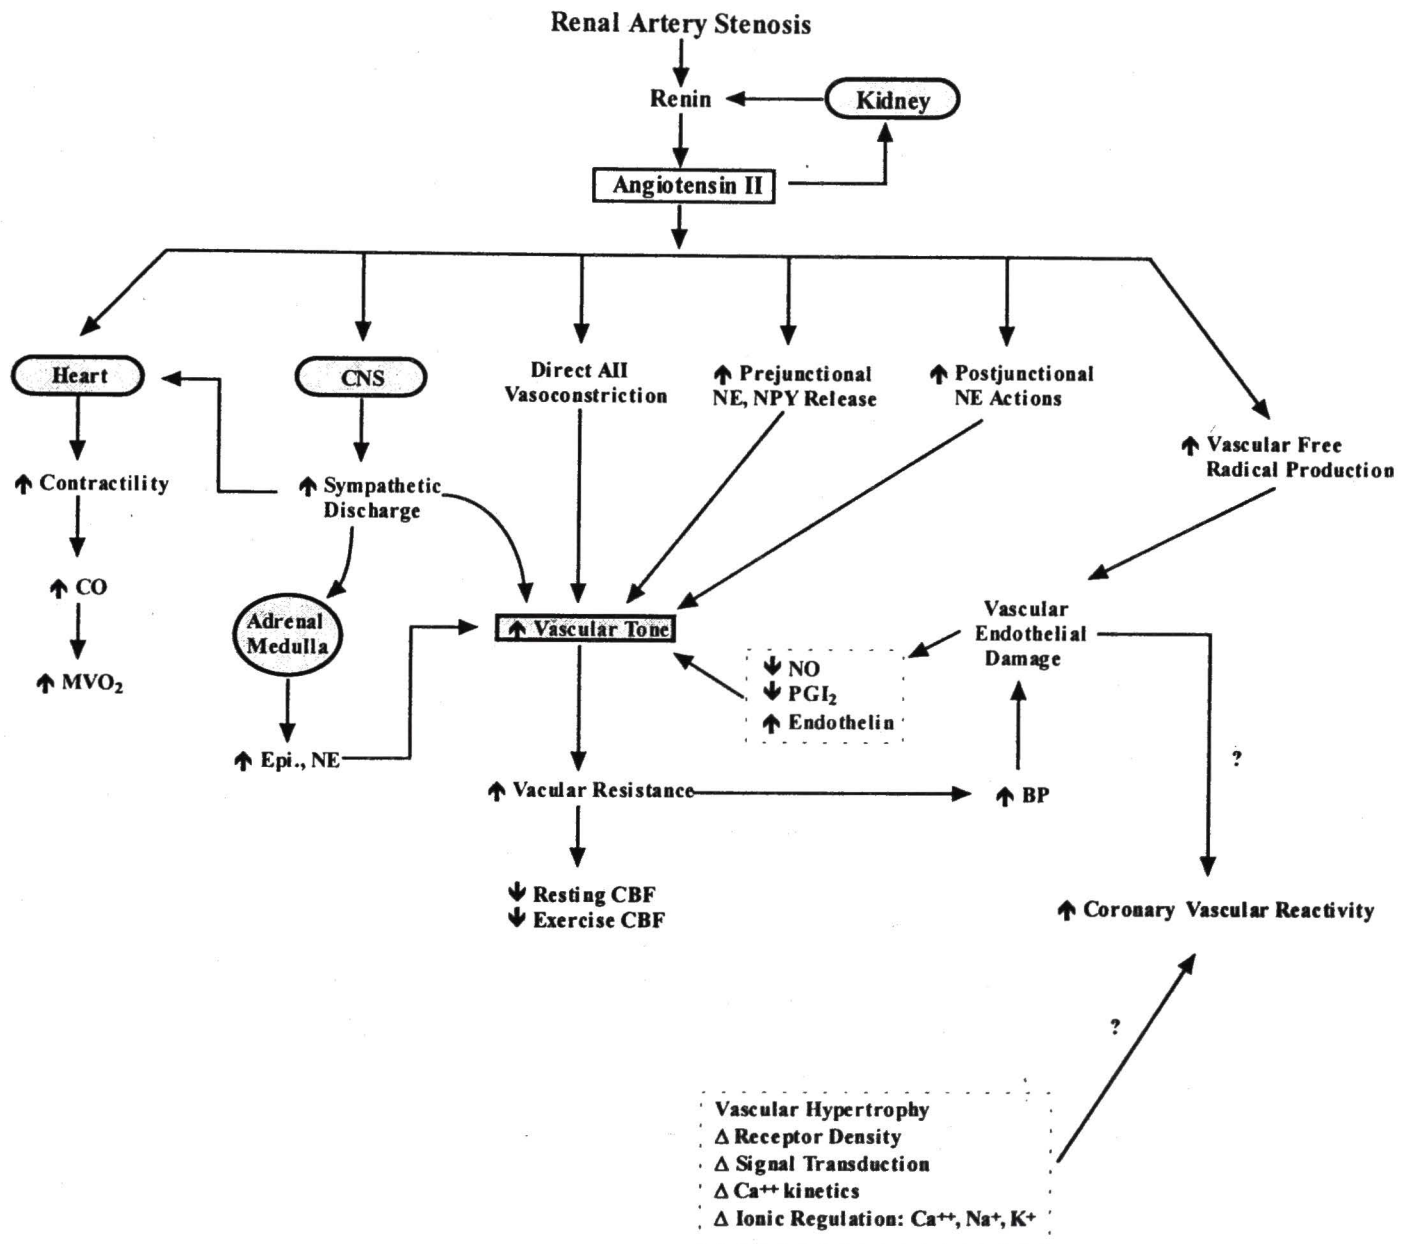 Renal Artery Stenosis
Renin
Kidney
Angiotensin II
Heart
CNS
Direct AII
Vasoconstriction
↑ Prejunctional
NE, NPY Release
↑ Postjunctional
NE Actions
↑ Vascular Free
Radical Production
↑ Contractility
↑ Sympathetic
Discharge
↑ CO
Adrenal
Medulla
↑ Vascular Tone
Vascular
Endothelial
Damage
↑ MVO₂
↓ NO
↓ PGI₂
↑ Endothelin
↑ Epi., NE
?
↑ Vacular Resistance
↑ BP
↓ Resting CBF
↓ Exercise CBF
↑ Coronary Vascular Reactivity
?
Vascular Hypertrophy
Δ Receptor Density
Δ Signal Transduction
Δ Ca⁺⁺ kinetics
Δ Ionic Regulation: Ca⁺⁺, Na⁺, K⁺